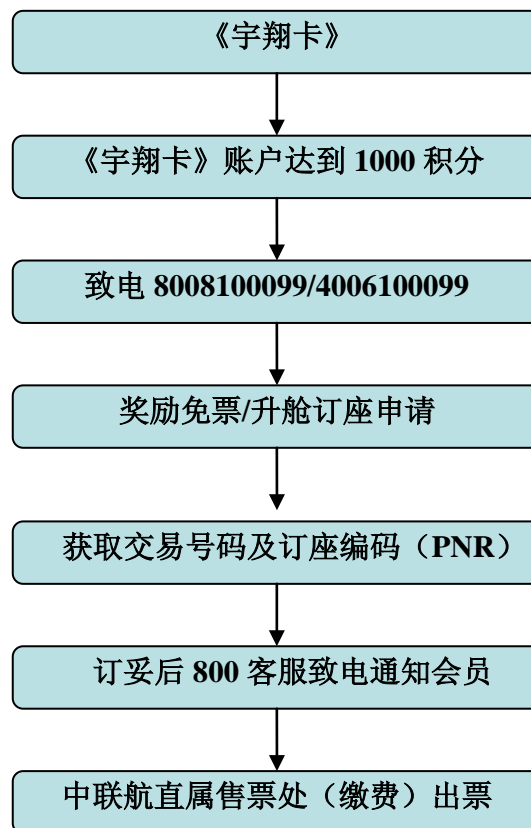 《宇翔卡》
《宇翔卡》账户达到 1000 积分
致电 8008100099/4006100099
奖励免票/升舱订座申请
获取交易号码及订座编码（PNR）
订妥后 800 客服致电通知会员
中联航直属售票处（缴费）出票